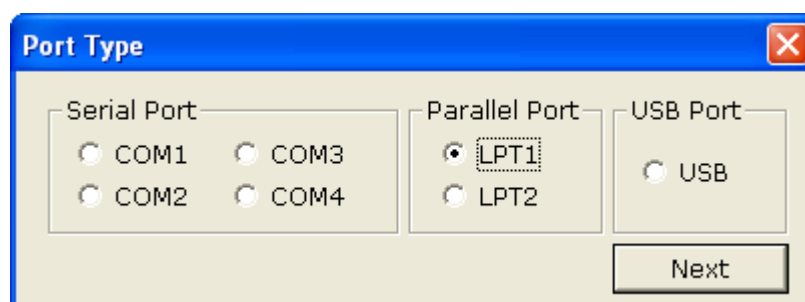 Port Type
Serial Port Parallel Port USB Port
COM1 COM3 LPT1 USB
COM2 COM4 LPT2
Next